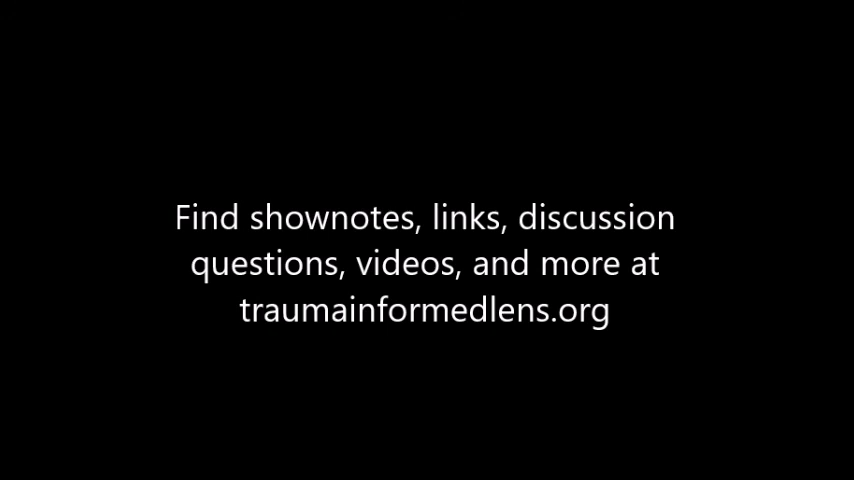 Find shownotes, links, discussion
questions, videos, and more at
traumainformedlens.org